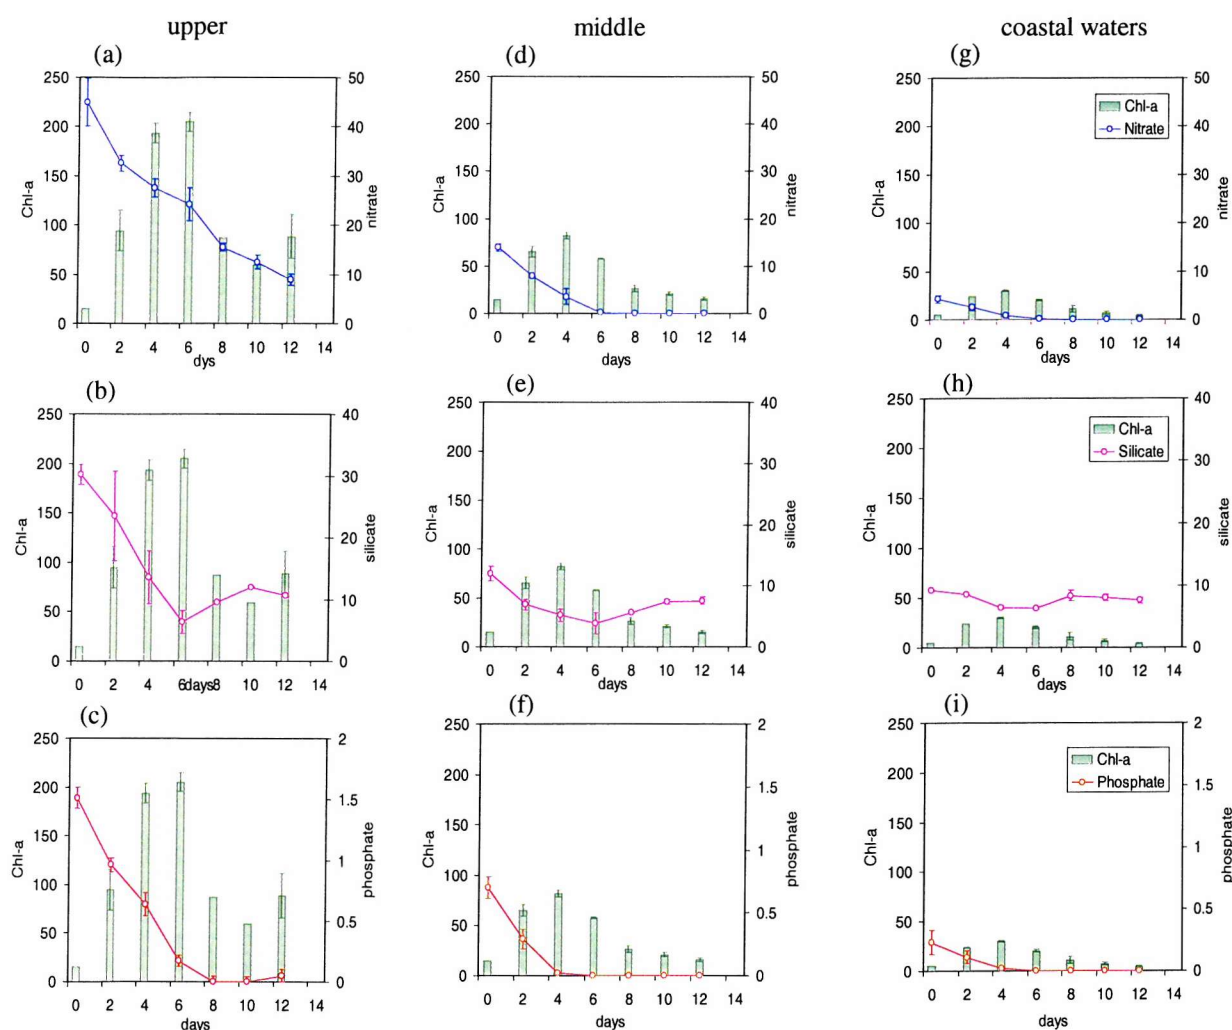 upper middle coastal waters
(a) (d) (g)
250 50 250 50 250 50
200 40 200 40 200 40
150 30 150 30 150 30
100 20 100 20 100 20
50 10 50 10 50 10
0 0 0 0 0 0
Chl-a nitrate Chl-a nitrate Chl-a nitrate
Chl-a
Nitrate
0 2 4 6 8 10 12 14 0 2 4 6 8 10 12 14 0 2 4 6 8 10 12 14
dys days days
(b) (e) (h)
250 40 250 40 250 40
200 30 200 30 200 30
150 20 150 20 150 20
100 10 100 10 100 10
50 0 50 0 50 0
0 0 0
Chl-a silicate Chl-a silicate Chl-a silicate
Chl-a
Silicate
0 2 4 6days8 10 12 14 0 2 4 6 8 10 12 14 0 2 4 6 8 10 12 14
days days
(c) (f) (i)
250 2 250 2 250 2
200 1.5 200 1.5 200 1.5
150 1 150 1 150 1
100 0.5 100 0.5 100 0.5
50 0 50 0 50 0
0 0 0
Chl-a phosphate Chl-a phosphate Chl-a phosphate
Chl-a
Phosphate
0 2 4 6 8 10 12 14 0 2 4 6 8 10 12 14 0 2 4 6 8 10 12 14
days days days